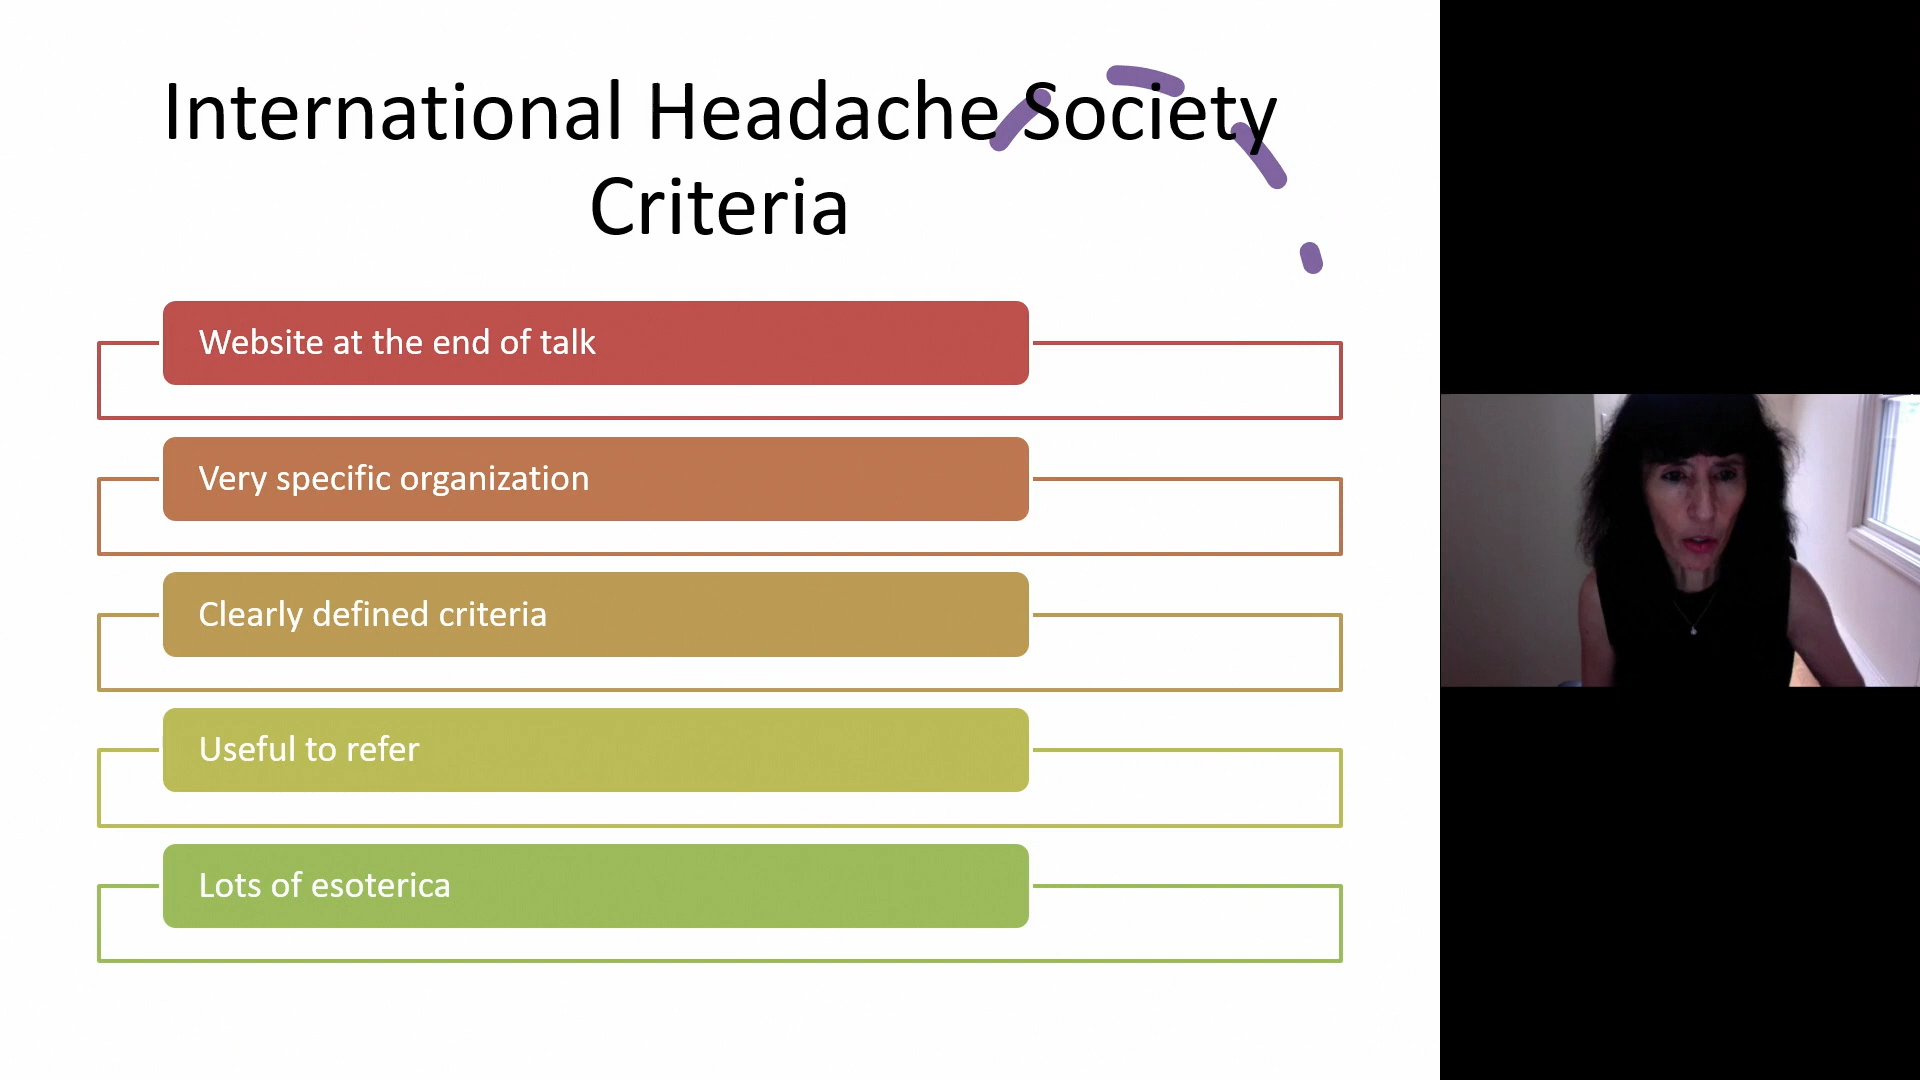 International Headache Society
Criteria
Website at the end of talk
Very specific organization
Clearly defined criteria
Useful to refer
Lots of esoterica